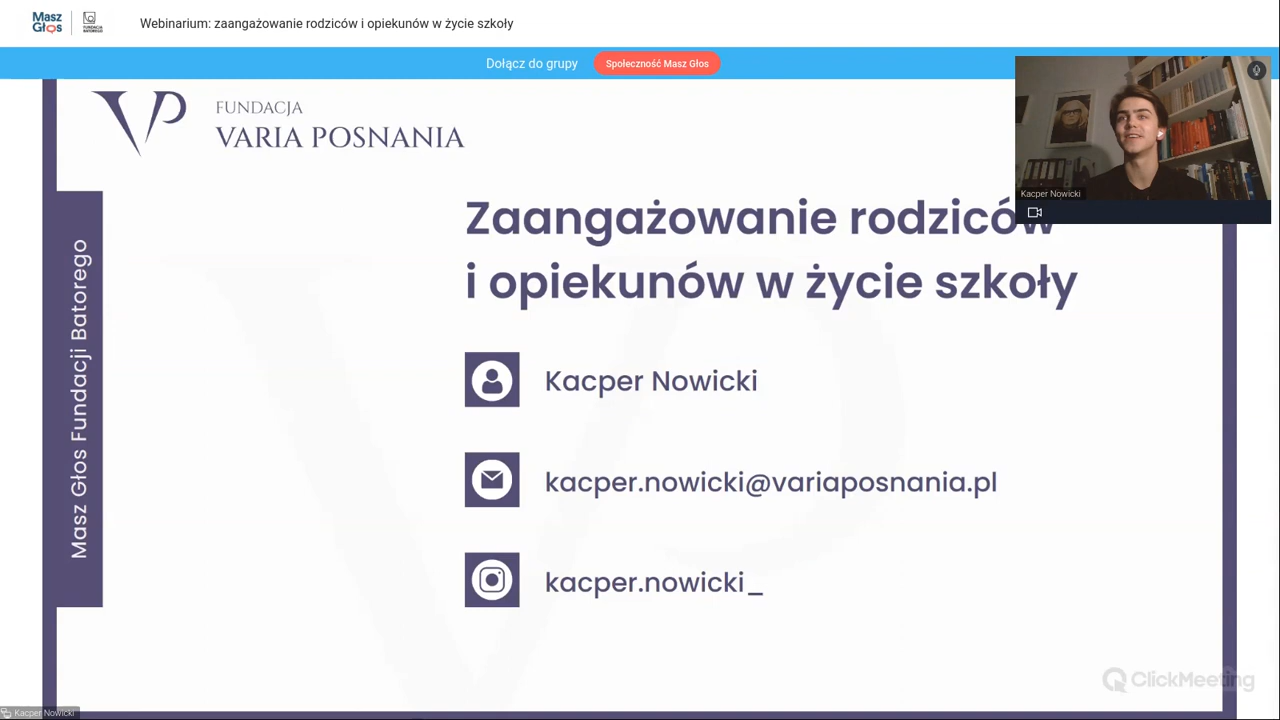 Masz Głos
FUNDACJA BATOREGO
Webinarium: zaangażowanie rodziców i opiekunów w życie szkoły
Dołącz do grupy
Społeczność Masz Głos
FUNDACJA
VARIA POSNANIA
Kacper Nowicki
Zaangażowanie rodziców
i opiekunów w życie szkoły
Masz Głos Fundacji Batorego
Kacper Nowicki
kacper.nowicki@variaposnania.pl
kacper.nowicki_
ClickMeeting
Kacper Nowicki